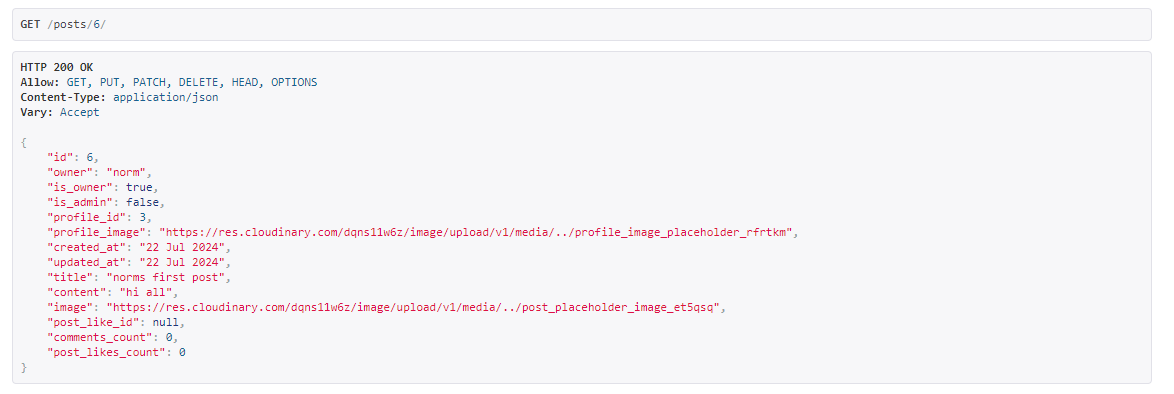 GET /posts/6/
HTTP 200 OK
Allow: GET, PUT, PATCH, DELETE, HEAD, OPTIONS
Content-Type: application/json
Vary: Accept
{
"id": 6,
"owner": "norm",
"is_owner": true,
"is_admin": false,
"profile_id": 3,
"profile_image": "https://res.cloudinary.com/dqns11w6z/image/upload/v1/media/../profile_image_placeholder_rfrtkm",
"created_at": "22 Jul 2024",
"updated_at": "22 Jul 2024",
"title": "norms first post",
"content": "hi all",
"image": "https://res.cloudinary.com/dqns11w6z/image/upload/v1/media/../post_placeholder_image_et5qsq",
"post_like_id": null,
"comments_count": 0,
"post_likes_count": 0
}